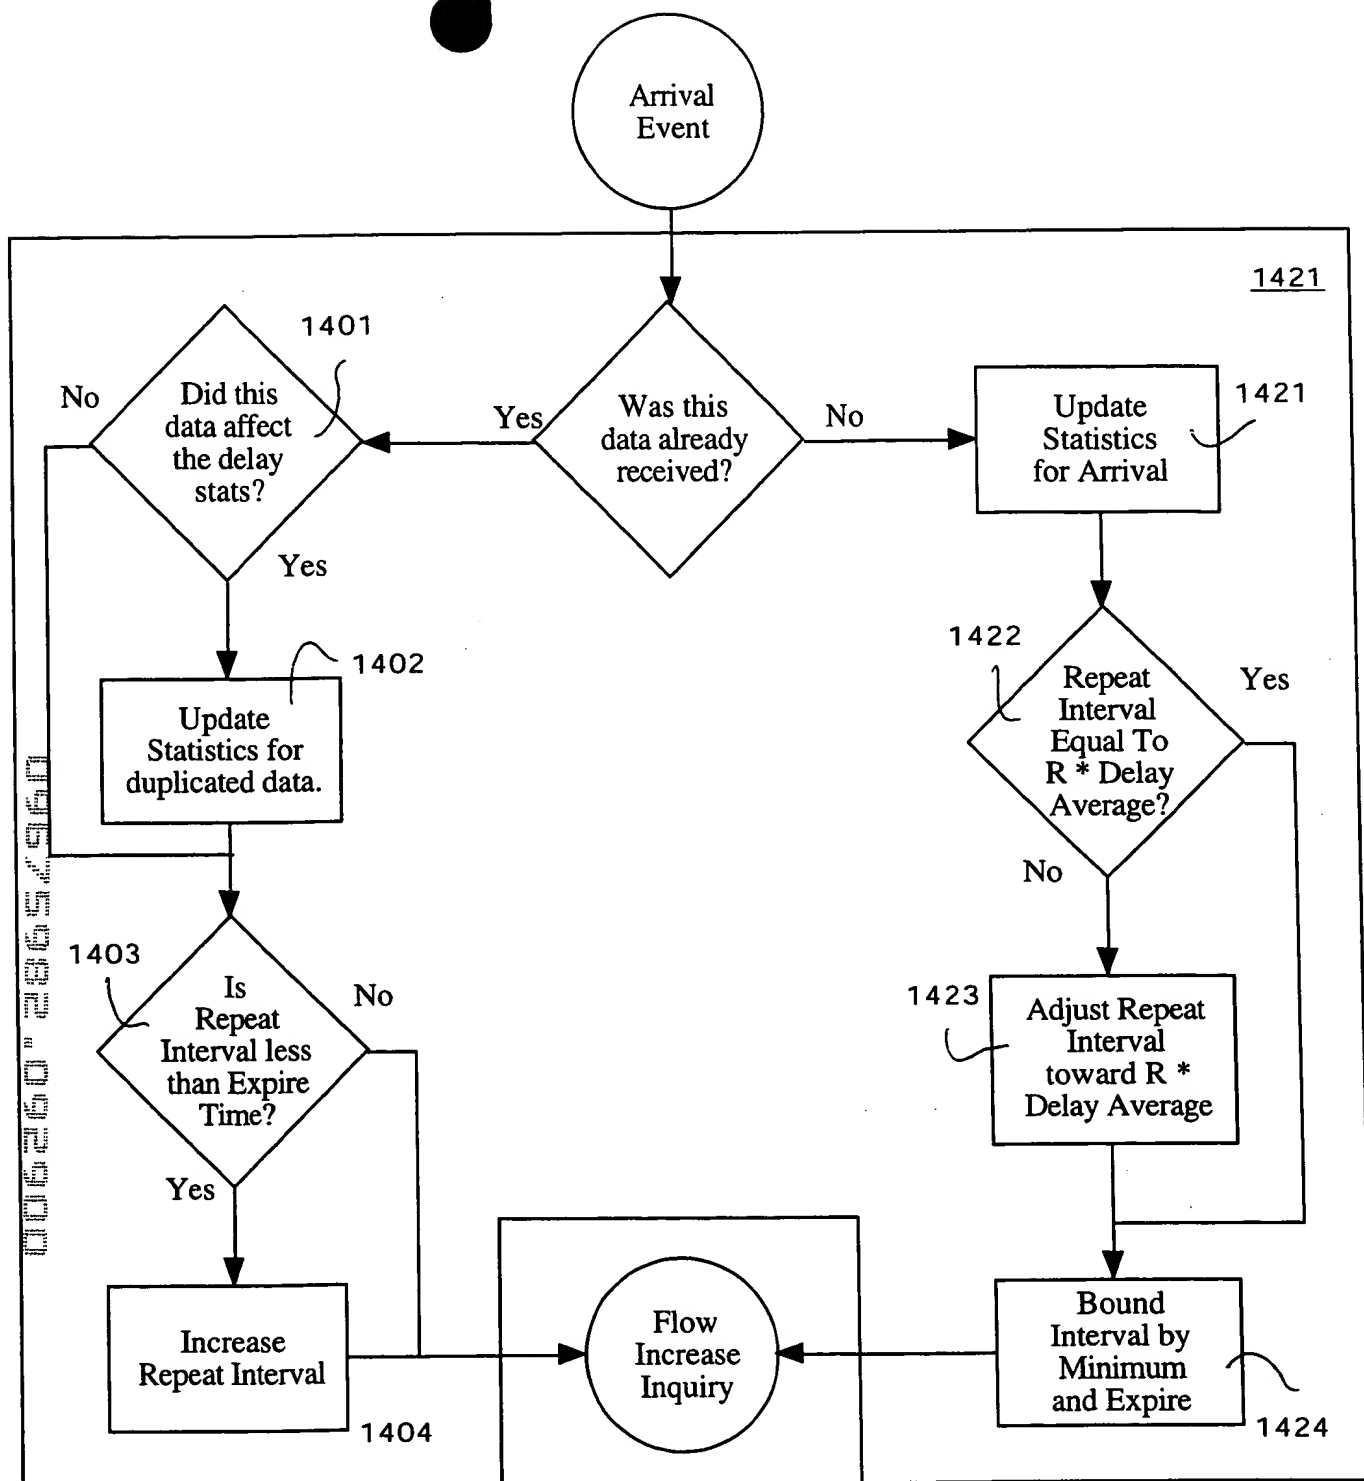 Arrival
Event
1421
1401
No
Did this
data affect
the delay
stats?
Yes
Was this
data already
received?
No
Update
Statistics
for Arrival
1421
Yes
1402
Update
Statistics for
duplicated data.
1422
Repeat
Interval
Equal To
R * Delay
Average?
Yes
No
1403
Is
Repeat
Interval less
than Expire
Time?
No
Yes
1423
Adjust Repeat
Interval
toward R *
Delay Average
Increase
Repeat Interval
1404
Flow
Increase
Inquiry
Bound
Interval by
Minimum
and Expire
1424
09675982.092900